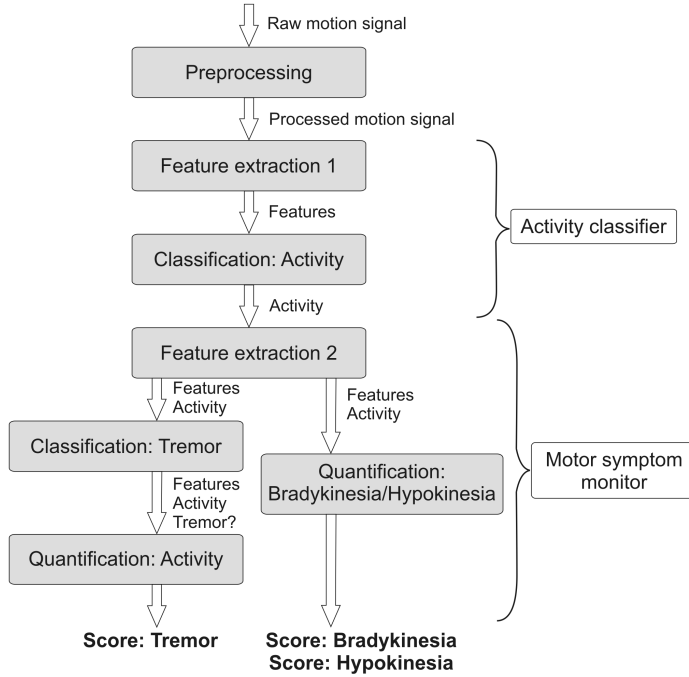 Raw motion signal
Preprocessing
Processed motion signal
Feature extraction 1
Features
Classification: Activity
Activity classifier
Activity
Feature extraction 2
Features
Activity
Features
Activity
Classification: Tremor
Quantification:
Bradykinesia/Hypokinesia
Motor symptom
monitor
Features
Activity
Tremor?
Quantification: Activity
Score: Tremor
Score: Bradykinesia
Score: Hypokinesia